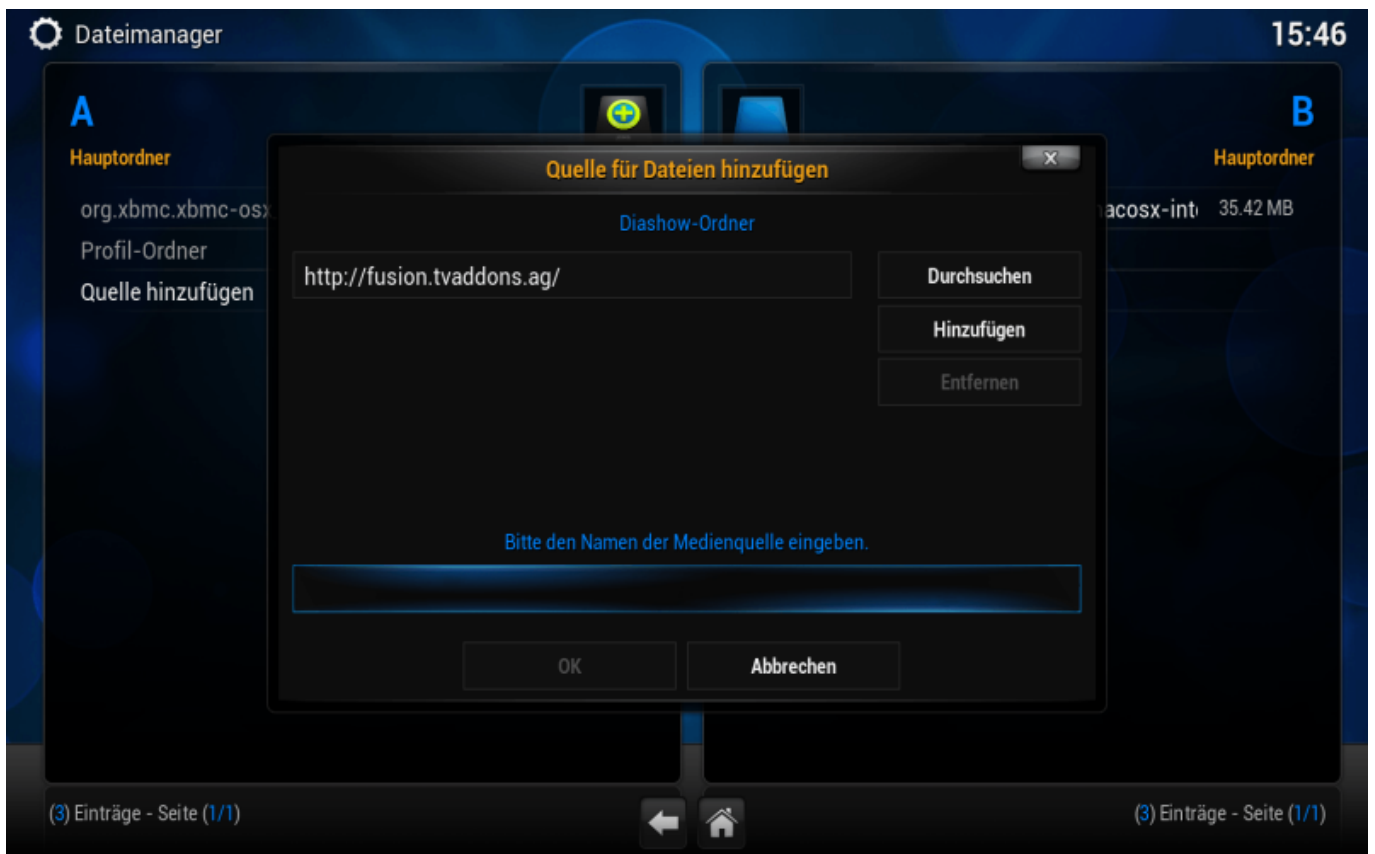 Dateimanager
15:46
A
B
Hauptordner
Quelle für Dateien hinzufügen
x
Hauptordner
org.xbmc.xbmc-osx
Diashow-Ordner
35.42 MB
Profil-Ordner
http://fusion.tvaddons.ag/
Durchsuchen
Quelle hinzufügen
Hinzufügen
Entfernen
Bitte den Namen der Medienquelle eingeben.
OK
Abbrechen
(3) Einträge - Seite (1/1)
(3) Einträge - Seite (1/1)